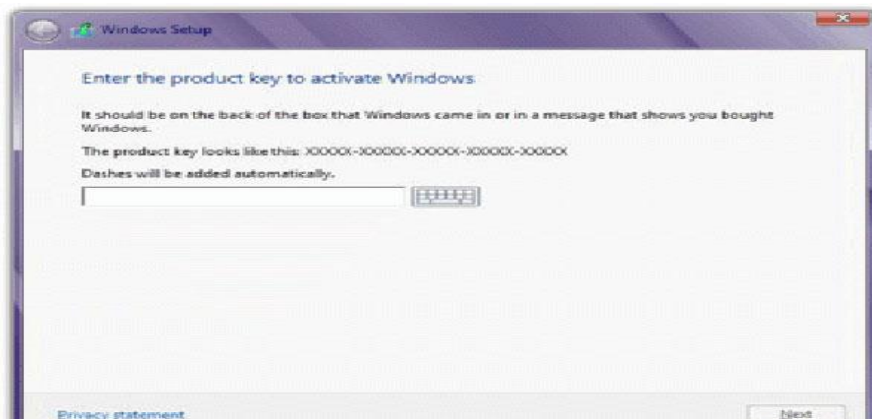 Windows Setup
Enter the product key to activate Windows
It should be on the back of the box that Windows came in or in a message that shows you bought
Windows.
The product key looks like this: XXXXX-XXXXX-XXXXX-XXXXX-XXXXX
Dashes will be added automatically.
Privacy statement
Next